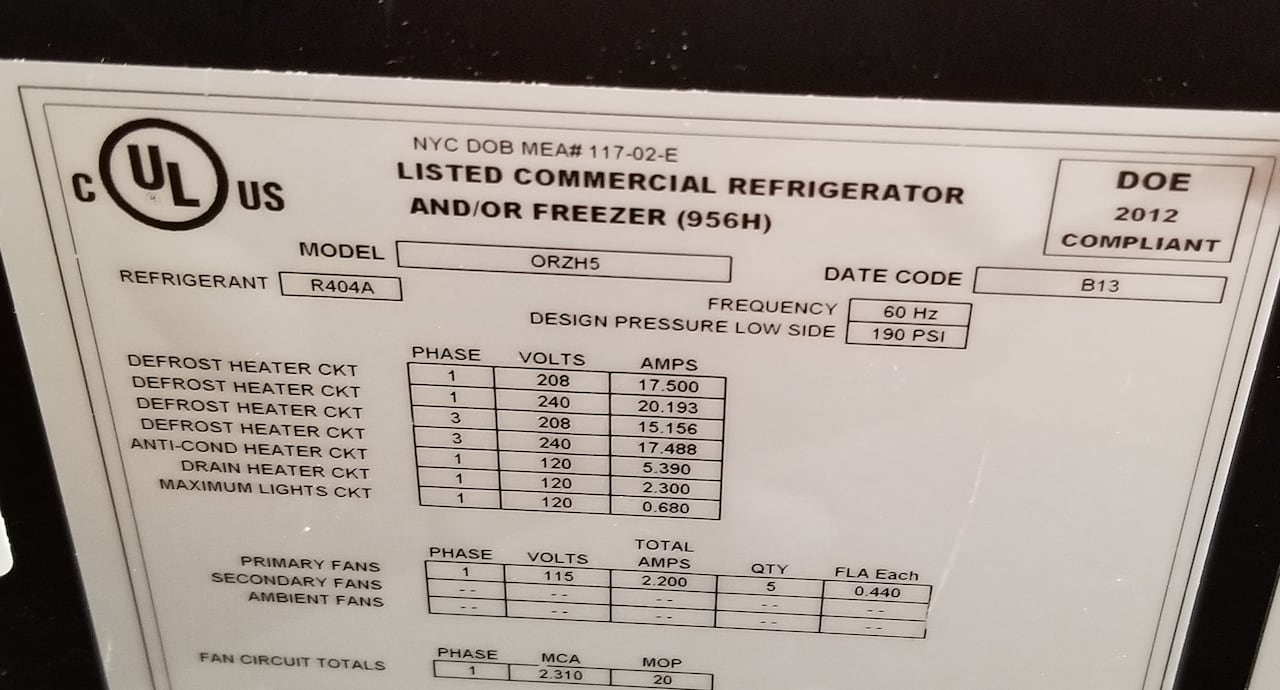 C UL US
NYC DOB MEA# 117-02-E
LISTED COMMERCIAL REFRIGERATOR
AND/OR FREEZER (956H)
DOE
2012
COMPLIANT
MODEL ORZH5
DATE CODE B13
REFRIGERANT R404A
FREQUENCY 60 Hz
DESIGN PRESSURE LOW SIDE 190 PSI
PHASE VOLTS AMPS
DEFROST HEATER CKT 1 208 17.500
DEFROST HEATER CKT 1 240 20.193
DEFROST HEATER CKT 3 208 15.156
DEFROST HEATER CKT 3 240 17.488
ANTI-COND HEATER CKT 1 120 5.390
DRAIN HEATER CKT 1 120 2.300
MAXIMUM LIGHTS CKT 1 120 0.680
PHASE VOLTS TOTAL AMPS QTY FLA Each
PRIMARY FANS 1 115 2.200 5 0.440
SECONDARY FANS -- -- -- -- --
AMBIENT FANS -- -- -- -- --
PHASE MCA MOP
FAN CIRCUIT TOTALS 1 2.310 20